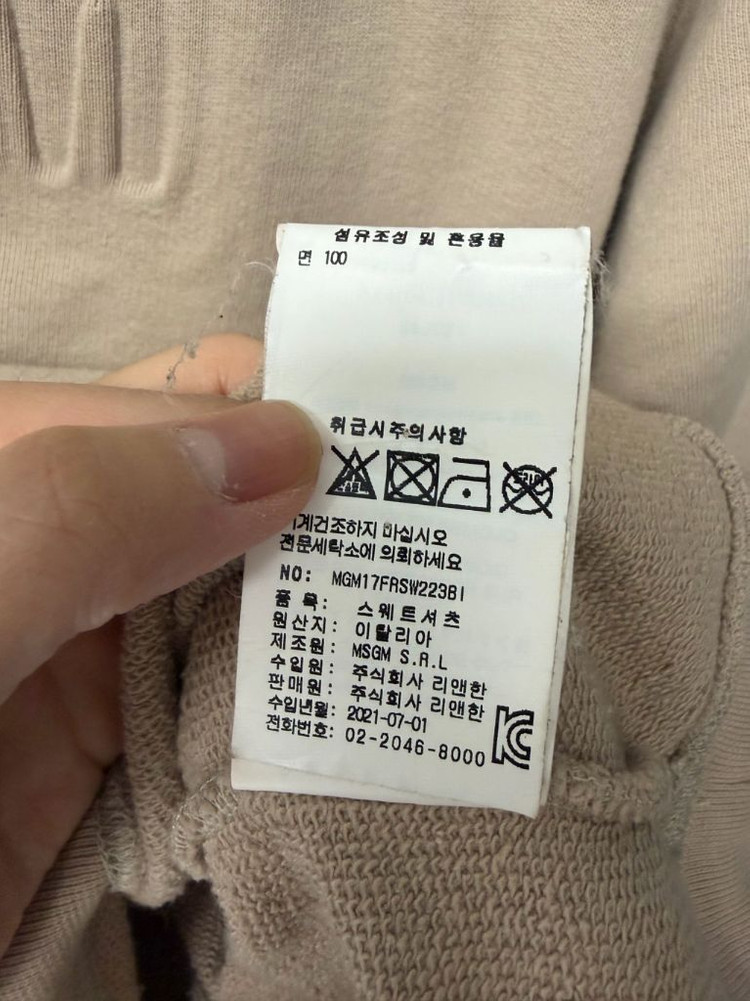 섬유조성 및 혼용율
면 100
취급시주의사항
기계건조하지 마십시오
전문세탁소에 의뢰하세요
NO: MGM17FRSW223BI
품 목: 스웨트셔츠
원산지: 이탈리아
제조원: MSGM S.R.L
수입원: 주식회사 리앤한
판매원: 주식회사 리앤한
수입년월: 2021-07-01
전화번호: 02-2046-8000